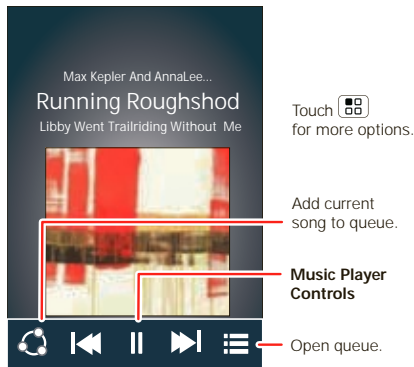 Max Kepler And AnnaLee...
Running Roughshod
Libby Went Trailriding Without Me
Touch
for more options.
Add current
song to queue.
Music Player
Controls
Open queue.